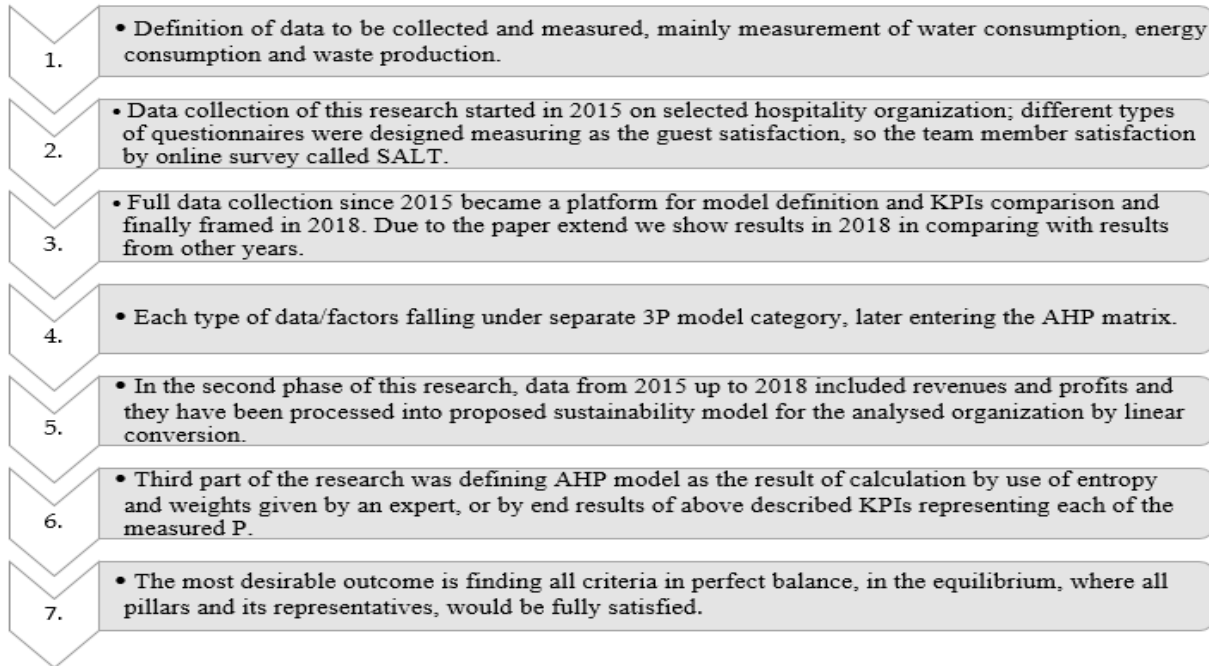 1.
• Definition of data to be collected and measured, mainly measurement of water consumption, energy
consumption and waste production.
2.
• Data collection of this research started in 2015 on selected hospitality organization; different types
of questionnaires were designed measuring as the guest satisfaction, so the team member satisfaction
by online survey called SALT.
3.
• Full data collection since 2015 became a platform for model definition and KPIs comparison and
finally framed in 2018. Due to the paper extend we show results in 2018 in comparing with results
from other years.
4.
• Each type of data/factors falling under separate 3P model category, later entering the AHP matrix.
5.
• In the second phase of this research, data from 2015 up to 2018 included revenues and profits and
they have been processed into proposed sustainability model for the analysed organization by linear
conversion.
6.
• Third part of the research was defining AHP model as the result of calculation by use of entropy
and weights given by an expert, or by end results of above described KPIs representing each of the
measured P.
7.
• The most desirable outcome is finding all criteria in perfect balance, in the equilibrium, where all
pillars and its representatives, would be fully satisfied.